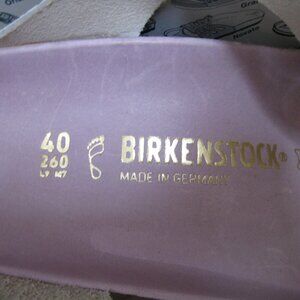 40
260
L9 M7
BIRKENSTOCK®
MADE IN GERMANY